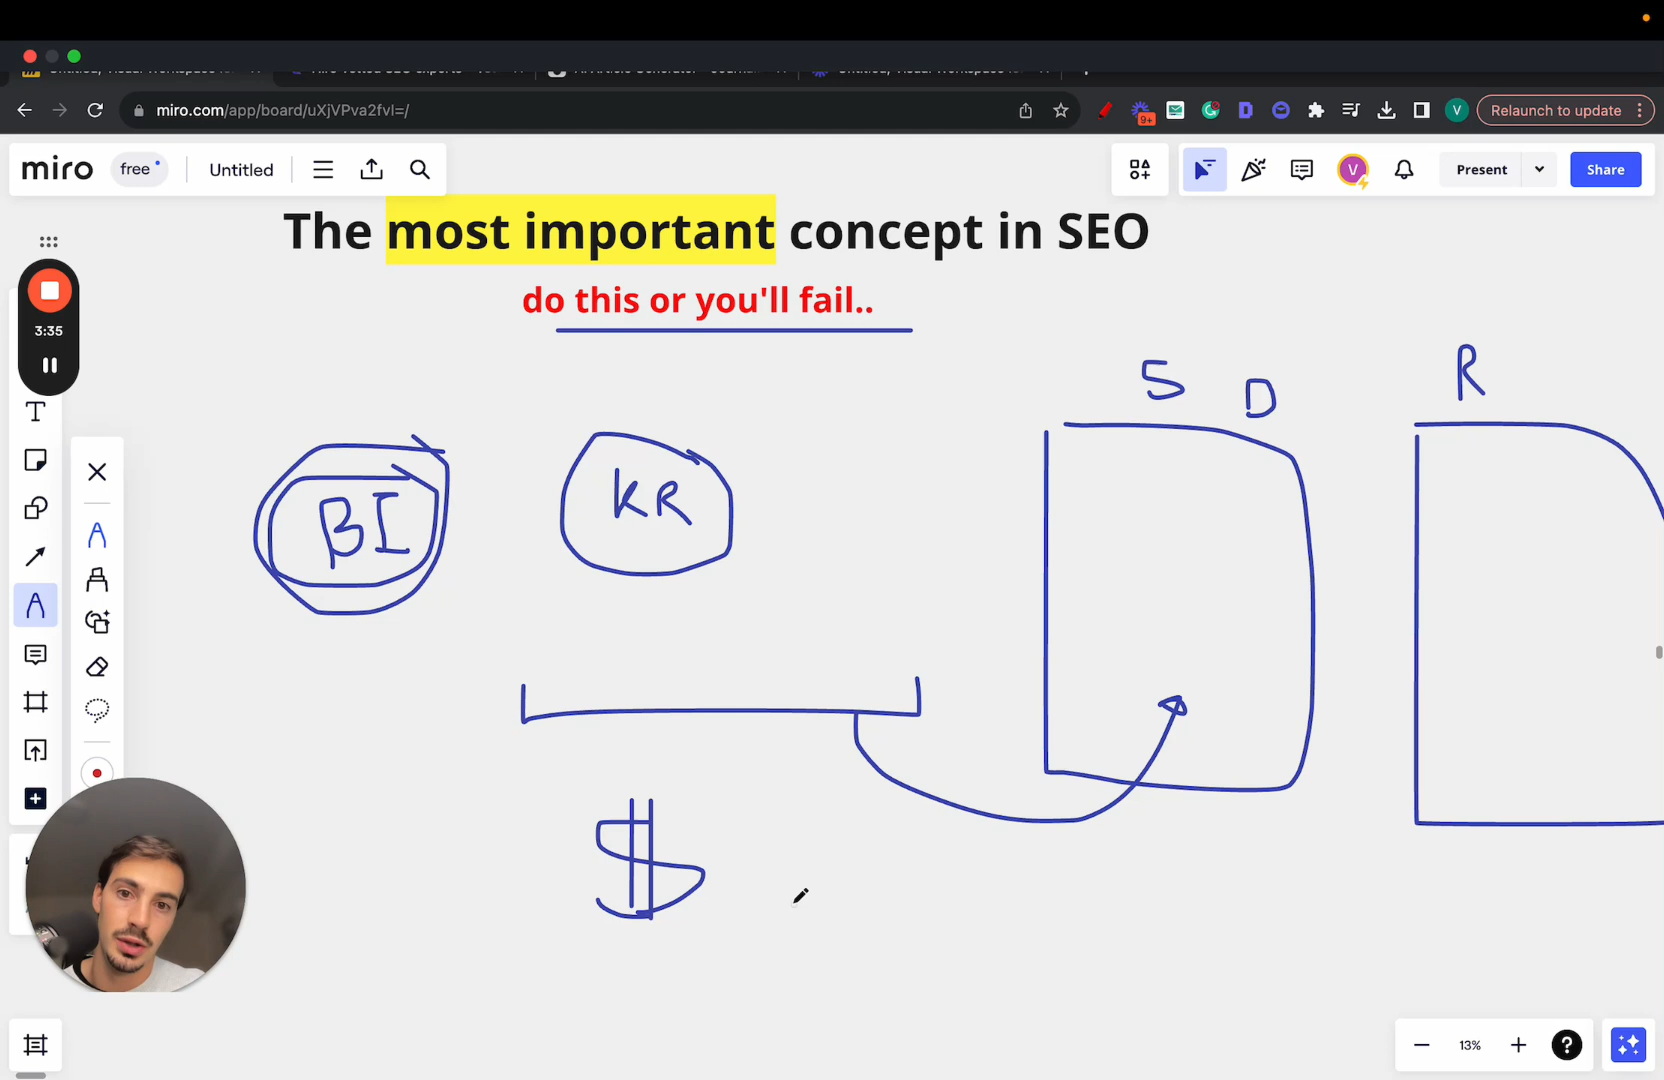 miro.com/app/board/uXjVPva2fvI=/
9+
V
Relaunch to update
miro
free
Untitled
V
Present
Share
The most important concept in SEO
do this or you'll fail..
3:35
T
S D R
BI
KR
$
13%
?